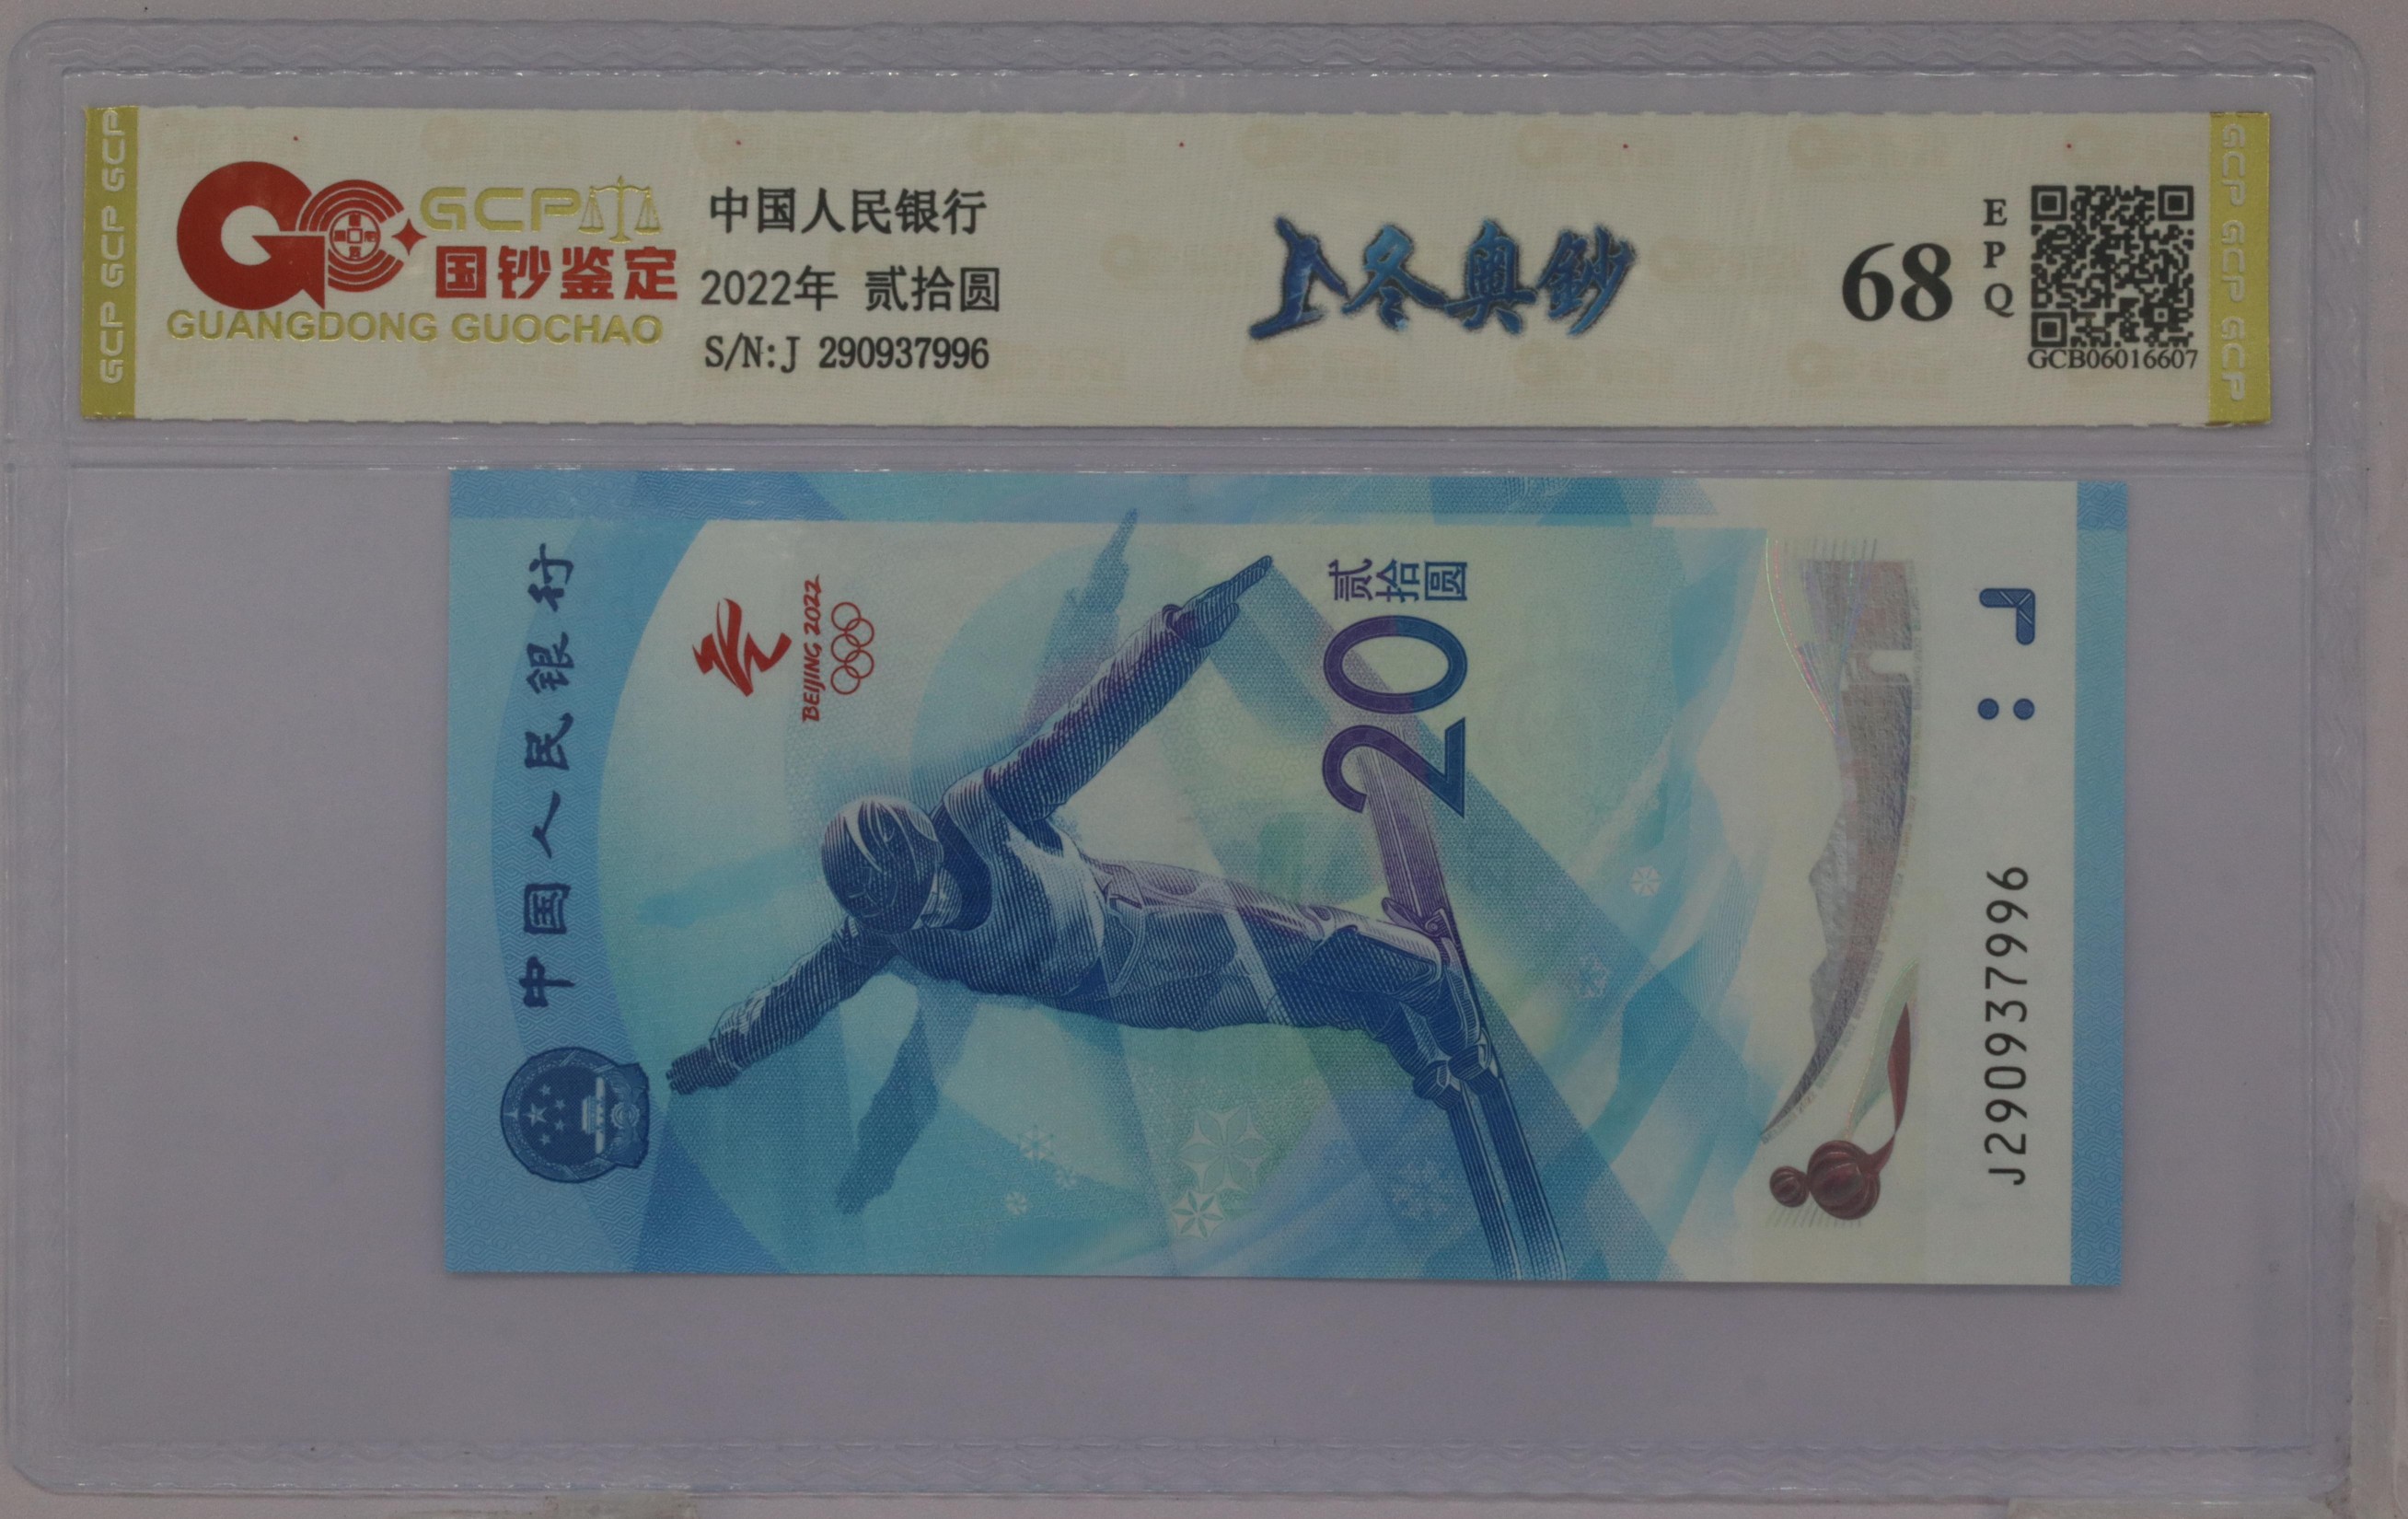 GCP GCP GCP
GCP
国钞鉴定
GUANGDONG GUOCHAO
中国人民银行
2022年 贰拾圆
S/N:J 290937996
冬奥鈔
68
EPQ
GCB06016607
GCP GCP GCP
中国人民银行
BEIJING 2022
贰拾圆
20
J290937996